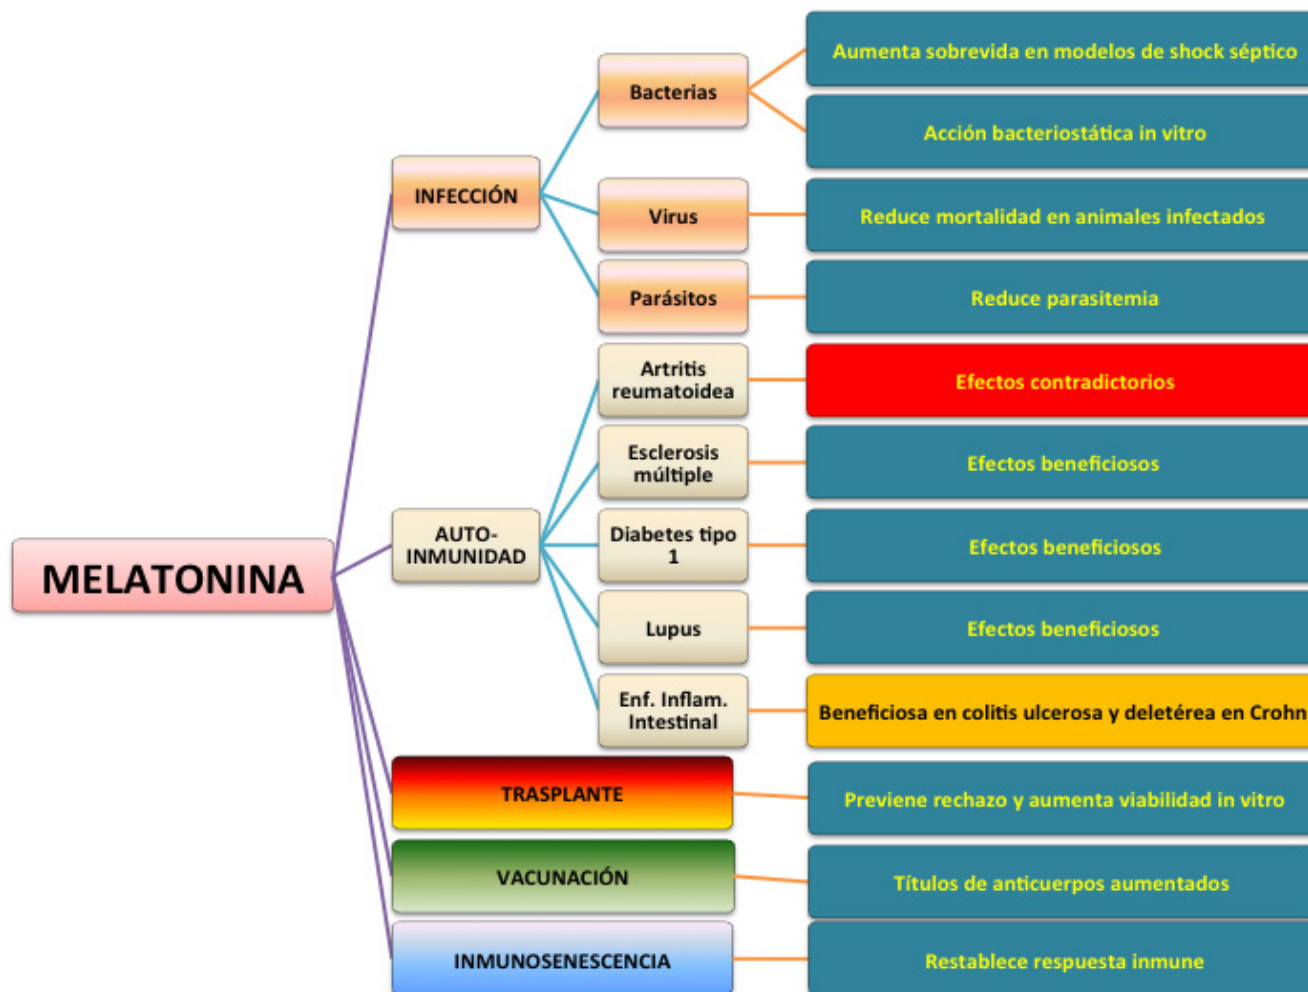 MELATONINA
INFECCIÓN
Bacterias
Aumenta sobrevida en modelos de shock séptico
Acción bacteriostática in vitro
Virus
Reduce mortalidad en animales infectados
Parásitos
Reduce parasitemia
AUTO-
INMUNIDAD
Artritis
reumatoidea
Efectos contradictorios
Esclerosis
múltiple
Efectos beneficiosos
Diabetes tipo
1
Efectos beneficiosos
Lupus
Efectos beneficiosos
Enf. Inflam.
Intestinal
Beneficiosa en colitis ulcerosa y deletérea en Crohn
TRASPLANTE
Previene rechazo y aumenta viabilidad in vitro
VACUNACIÓN
Títulos de anticuerpos aumentados
INMUNOSENESCENCIA
Restablece respuesta inmune